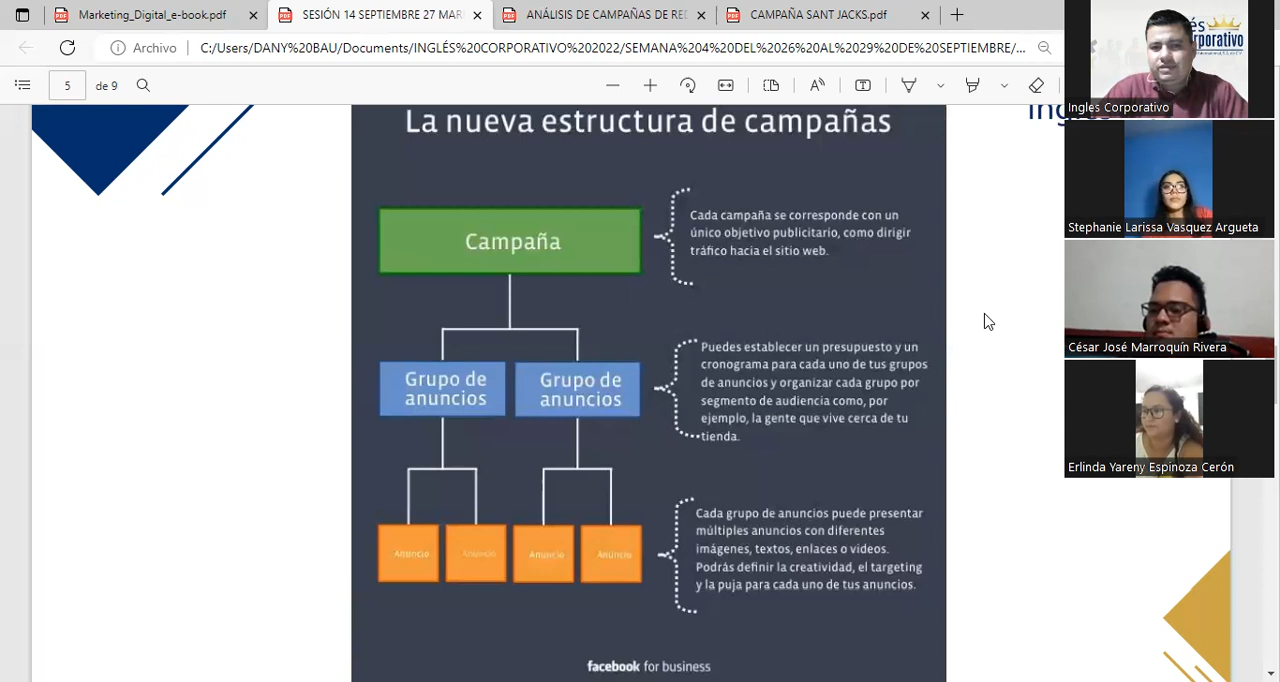 Marketing_Digital_e-book.pdf
SESIÓN 14 SEPTIEMBRE 27 MAR
ANÁLISIS DE CAMPAÑAS DE RE
CAMPAÑA SANT JACKS.pdf
Archivo
C:/Users/DANY%20BAU/Documents/INGLÉS%20CORPORATIVO%202022/SEMANA%204%20DEL%2026%20AL%2029%20DE%20SEPTIEMBRE/...
5 de 9
La nueva estructura de campañas
Campaña
Cada campaña se corresponde con un
único objetivo publicitario, como dirigir
tráfico hacia el sitio web.
Grupo de
anuncios
Grupo de
anuncios
Puedes establecer un presupuesto y un
cronograma para cada uno de tus grupos
de anuncios y organizar cada grupo por
segmento de audiencia como, por
ejemplo, la gente que vive cerca de tu
tienda.
Anuncio Anuncio Anuncio Anuncio
Cada grupo de anuncios puede presentar
múltiples anuncios con diferentes
imágenes, textos, enlaces o videos.
Podrás definir la creatividad, el targeting
y la puja para cada uno de tus anuncios.
facebook for business
Ingles Corporativo
Stephanie Larissa Vasquez Argueta
César José Marroquín Rivera
Erlinda Yareny Espinoza Cerón